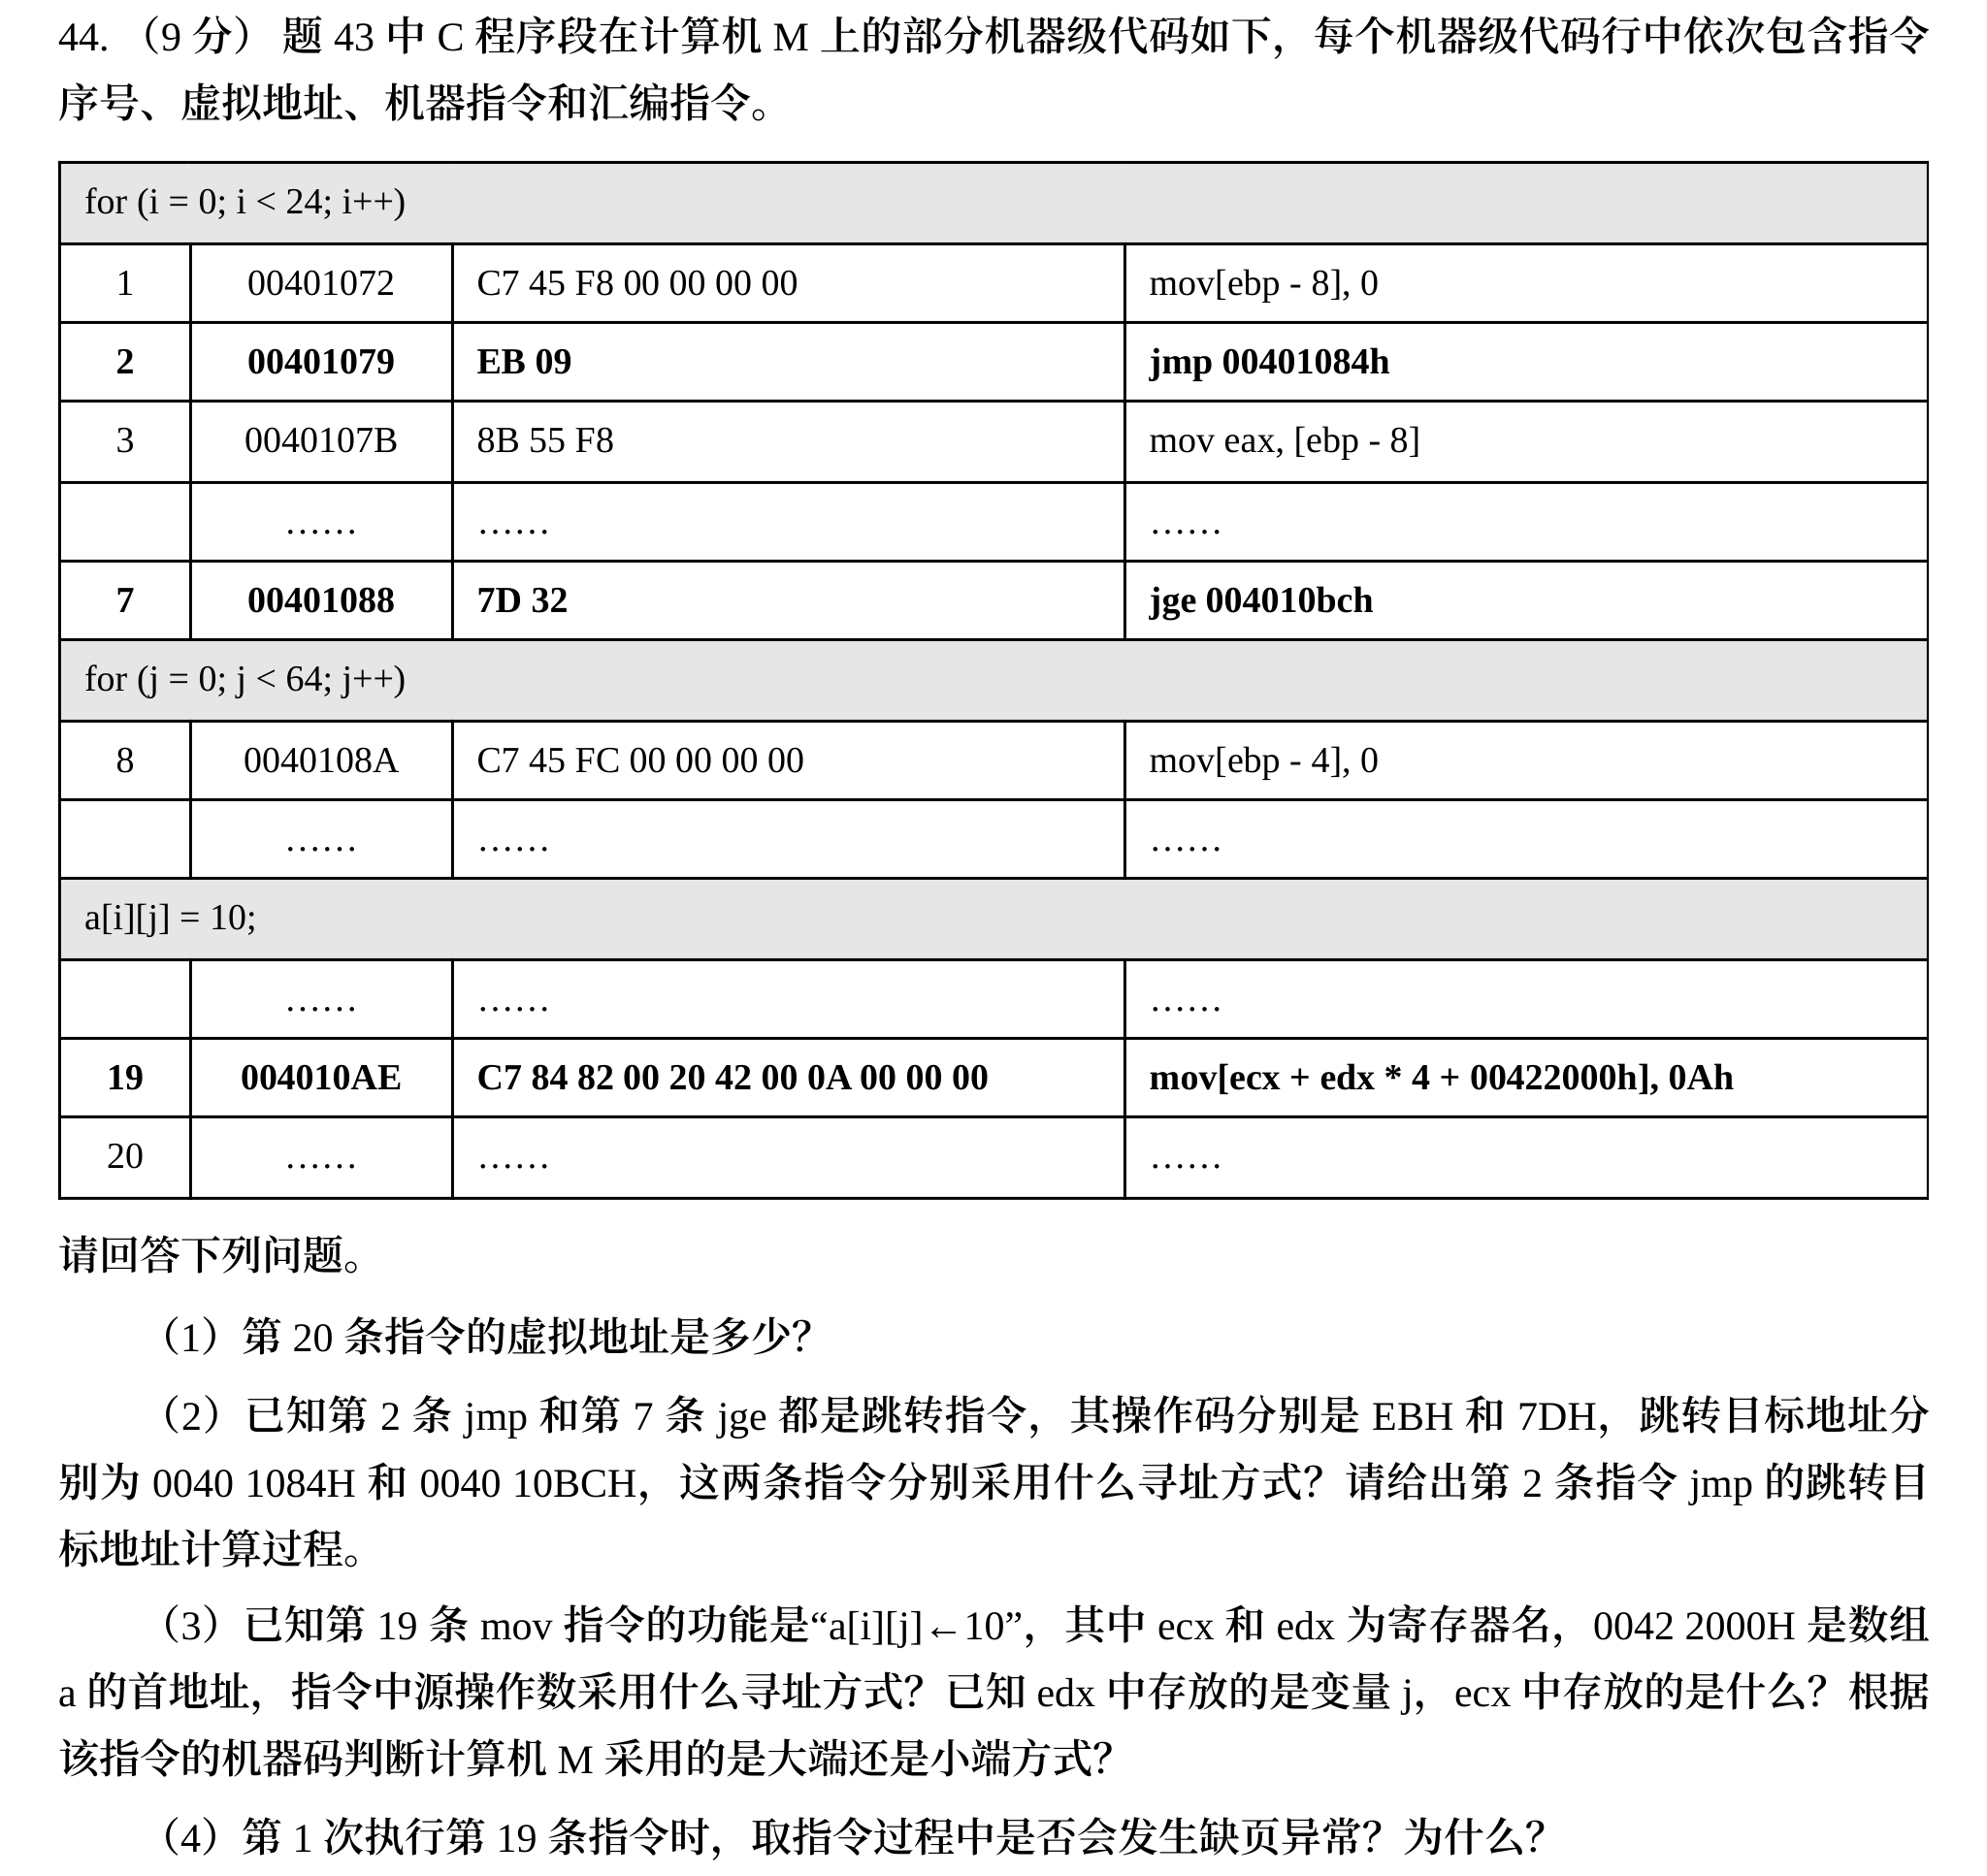 44. （9 分） 题 43 中 C 程序段在计算机 M 上的部分机器级代码如下，每个机器级代码行中依次包含指令
序号、虚拟地址、机器指令和汇编指令。
for (i = 0; i < 24; i++)
1 00401072 C7 45 F8 00 00 00 00 mov[ebp - 8], 0
2 00401079 EB 09 jmp 00401084h
3 0040107B 8B 55 F8 mov eax, [ebp - 8]
…… …… ……
7 00401088 7D 32 jge 004010bch
for (j = 0; j < 64; j++)
8 0040108A C7 45 FC 00 00 00 00 mov[ebp - 4], 0
…… …… ……
a[i][j] = 10;
…… …… ……
19 004010AE C7 84 82 00 20 42 00 0A 00 00 00 mov[ecx + edx * 4 + 00422000h], 0Ah
20 …… …… ……
请回答下列问题。
（1）第 20 条指令的虚拟地址是多少？
（2）已知第 2 条 jmp 和第 7 条 jge 都是跳转指令，其操作码分别是 EBH 和 7DH，跳转目标地址分
别为 0040 1084H 和 0040 10BCH，这两条指令分别采用什么寻址方式？请给出第 2 条指令 jmp 的跳转目
标地址计算过程。
（3）已知第 19 条 mov 指令的功能是“a[i][j]←10”，其中 ecx 和 edx 为寄存器名，0042 2000H 是数组
a 的首地址，指令中源操作数采用什么寻址方式？已知 edx 中存放的是变量 j，ecx 中存放的是什么？根据
该指令的机器码判断计算机 M 采用的是大端还是小端方式？
（4）第 1 次执行第 19 条指令时，取指令过程中是否会发生缺页异常？为什么？